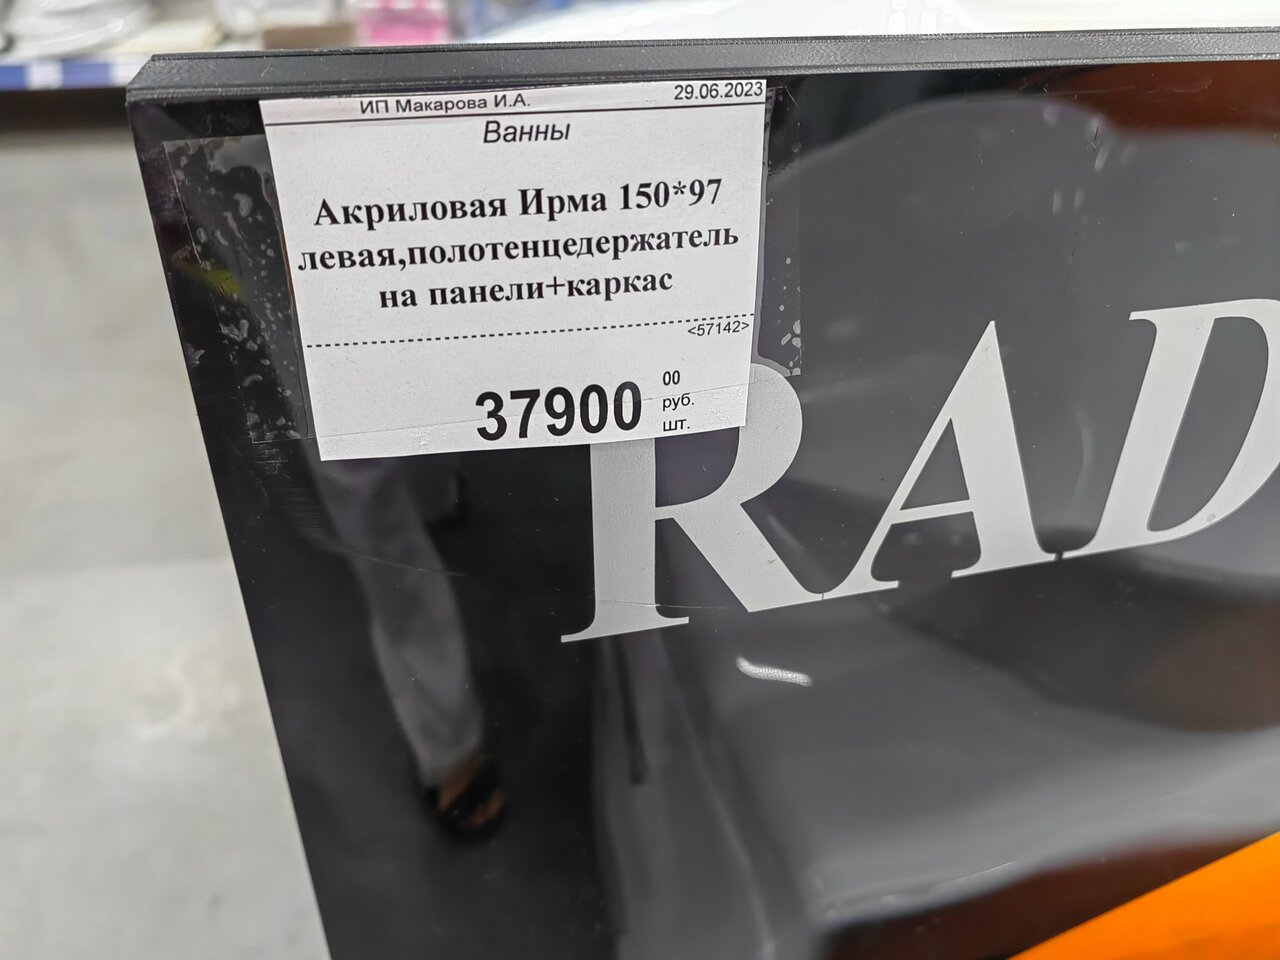 ИП Макарова И.А. 29.06.2023
Ванны
Акриловая Ирма 150*97
левая,полотенцедержатель
на панели+каркас
<57142>
37900 00
руб.
шт.
RAD